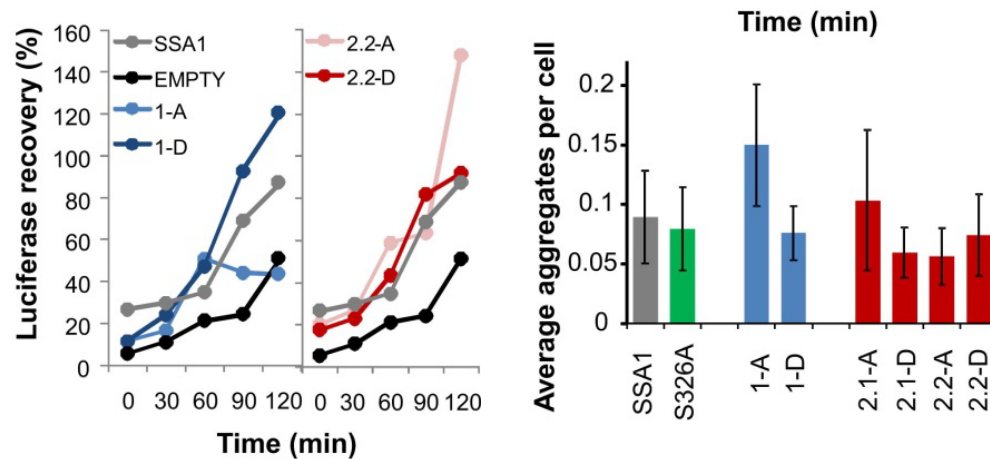 Luciferase recovery (%)
160
140
120
100
80
60
40
20
0
SSA1
EMPTY
1-A
1-D
2.2-A
2.2-D
0 30 60 90 120
0 30 60 90 120
Time (min)
Time (min)
Average aggregates per cell
0.2
0.15
0.1
0.05
0
SSA1
S326A
1-A
1-D
2.1-A
2.1-D
2.2-A
2.2-D